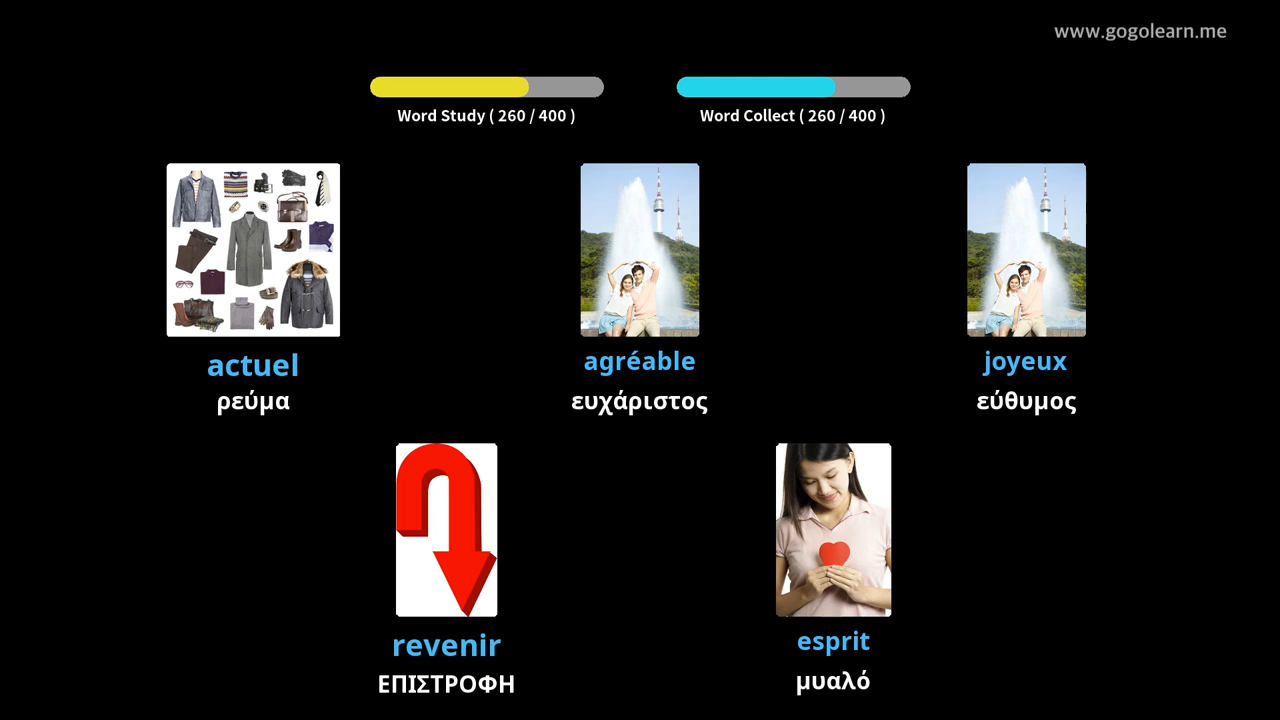 www.gogolearn.me
Word Study ( 260 / 400 )
Word Collect ( 260 / 400 )
actuel
ρεύμα
agréable
ευχάριστος
joyeux
εύθυμος
revenir
ΕΠΙΣΤΡΟΦΗ
esprit
μυαλό